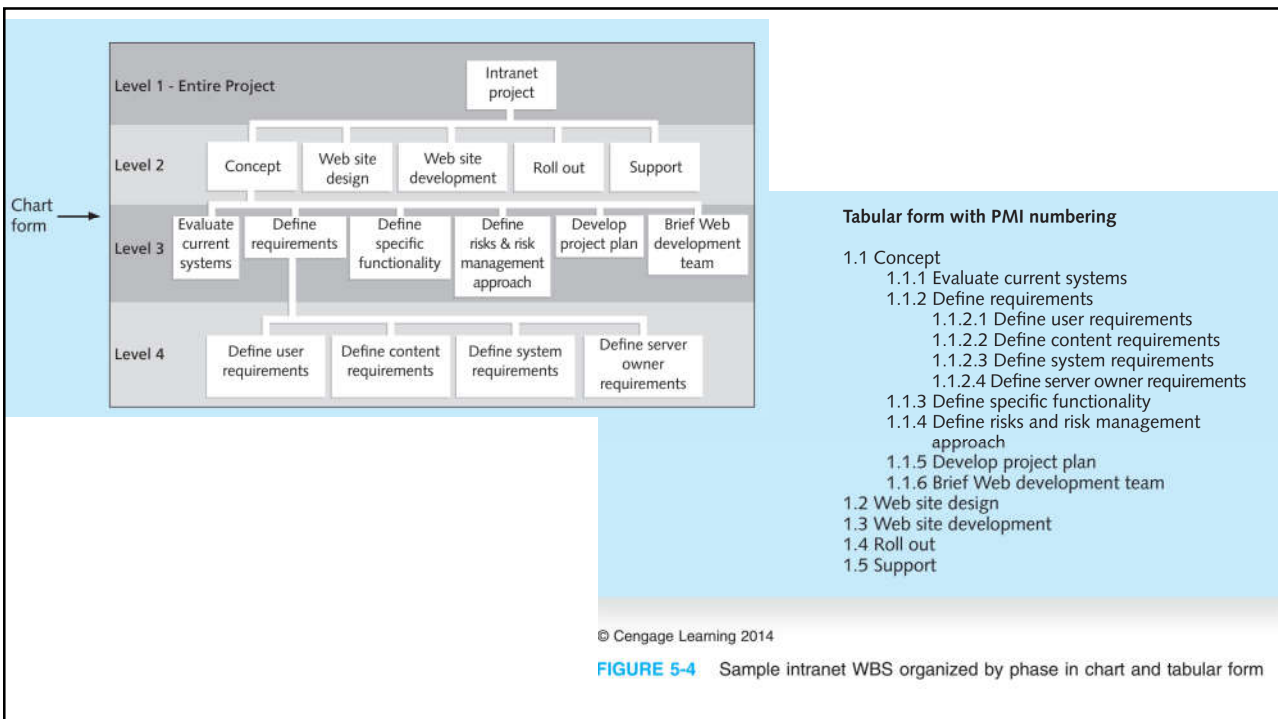 Level 1 - Entire Project
Intranet
project
Level 2
Concept
Web site
design
Web site
development
Roll out
Support
Chart
form
Level 3
Evaluate
current
systems
Define
requirements
Define
specific
functionality
Define
risks & risk
management
approach
Develop
project plan
Brief Web
development
team
Level 4
Define user
requirements
Define content
requirements
Define system
requirements
Define server
owner
requirements
Tabular form with PMI numbering
1.1 Concept
1.1.1 Evaluate current systems
1.1.2 Define requirements
1.1.2.1 Define user requirements
1.1.2.2 Define content requirements
1.1.2.3 Define system requirements
1.1.2.4 Define server owner requirements
1.1.3 Define specific functionality
1.1.4 Define risks and risk management
approach
1.1.5 Develop project plan
1.1.6 Brief Web development team
1.2 Web site design
1.3 Web site development
1.4 Roll out
1.5 Support
© Cengage Learning 2014
FIGURE 5-4 Sample intranet WBS organized by phase in chart and tabular form